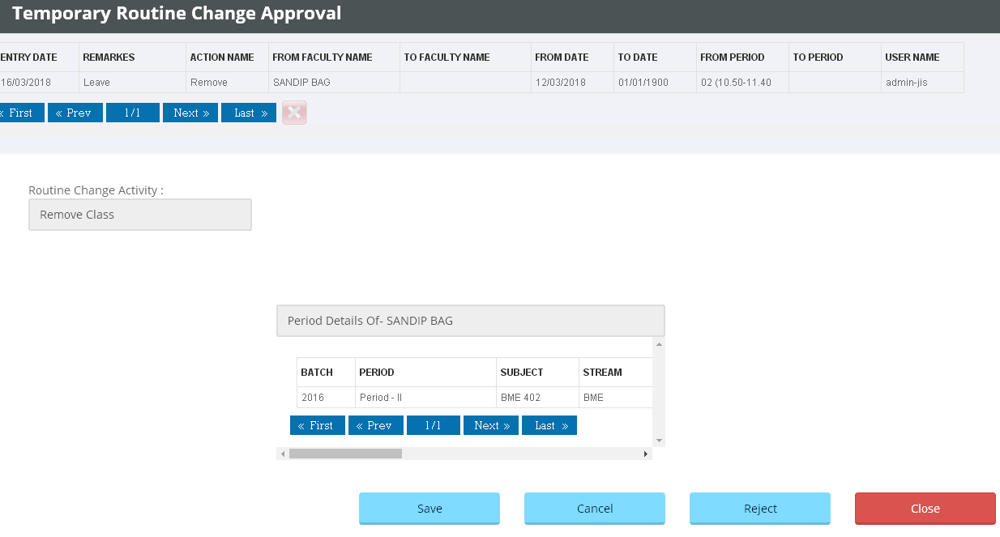 Temporary Routine Change Approval
ENTRY DATE REMARKES ACTION NAME FROM FACULTY NAME TO FACULTY NAME FROM DATE TO DATE FROM PERIOD TO PERIOD USER NAME
16/03/2018 Leave Remove SANDIP BAG 12/03/2018 01/01/1900 02 (10.50-11.40 admin-jis
« First « Prev 1/1 Next » Last »
Routine Change Activity :
Remove Class
Period Details Of- SANDIP BAG
BATCH PERIOD SUBJECT STREAM
2016 Period - II BME 402 BME
« First « Prev 1/1 Next » Last »
Save Cancel Reject Close